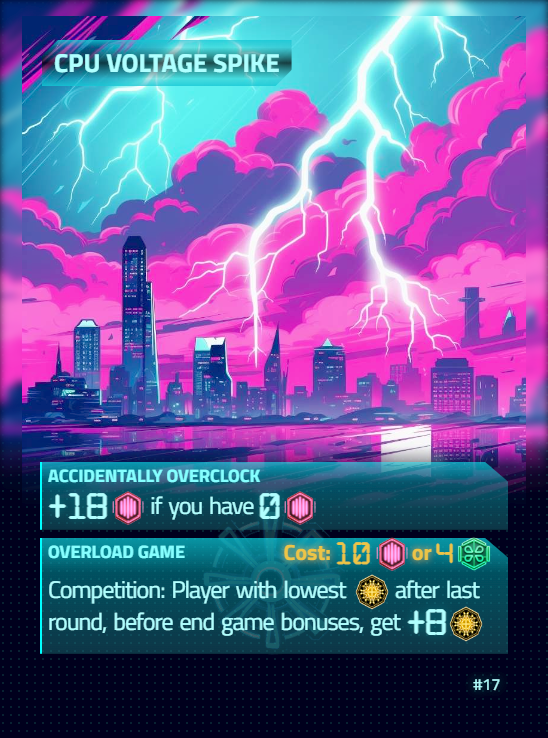 CPU VOLTAGE SPIKE
ACCIDENTALLY OVERCLOCK
+18 if you have 0
OVERLOAD GAME Cost: 10 or 4
Competition: Player with lowest after last
round, before end game bonuses, get +8
#17